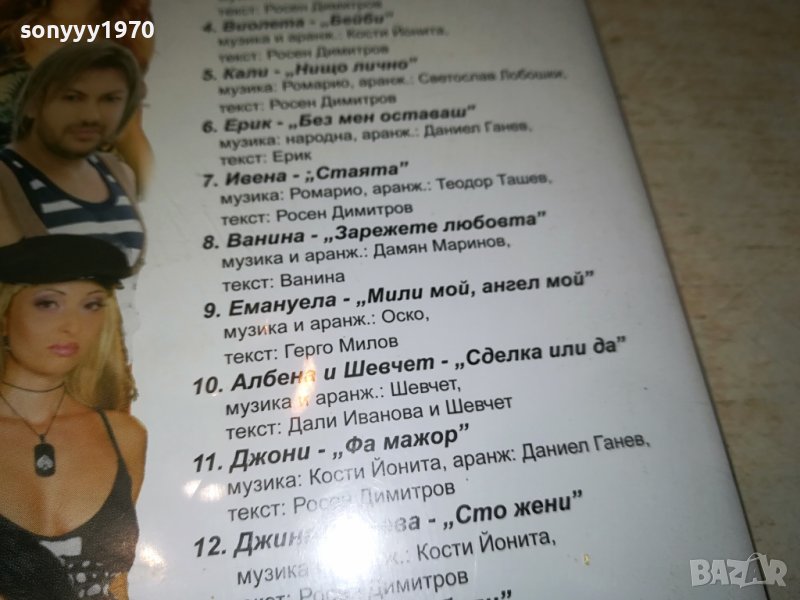 sonyyy1970
4. Виолета - „Бейби"
музика и аранж.: Кости Йонита,
текст: Росен Димитров
5. Кали - „Нищо лично"
музика: Ромарио, аранж.: Светослав Лобошки,
текст: Росен Димитров
6. Ерик - „Без мен оставаш"
музика: народна, аранж.: Даниел Ганев,
текст: Ерик
7. Ивена - „Стаята"
музика: Ромарио, аранж.: Теодор Ташев,
текст: Росен Димитров
8. Ванина - „Зарежете любовта"
музика и аранж.: Дамян Маринов,
текст: Ванина
9. Емануела - „Мили мой, ангел мой"
музика и аранж.: Оско,
текст: Герго Милов
10. Албена и Шевчет - „Сделка или да"
музика и аранж.: Шевчет,
текст: Дали Иванова и Шевчет
11. Джони - „Фа мажор"
музика: Кости Йонита, аранж: Даниел Ганев,
текст: Росен Димитров
12. - „Сто жени"
музика аранж.: Кости Йонита,
текст: Росен Димитров
BAZAR